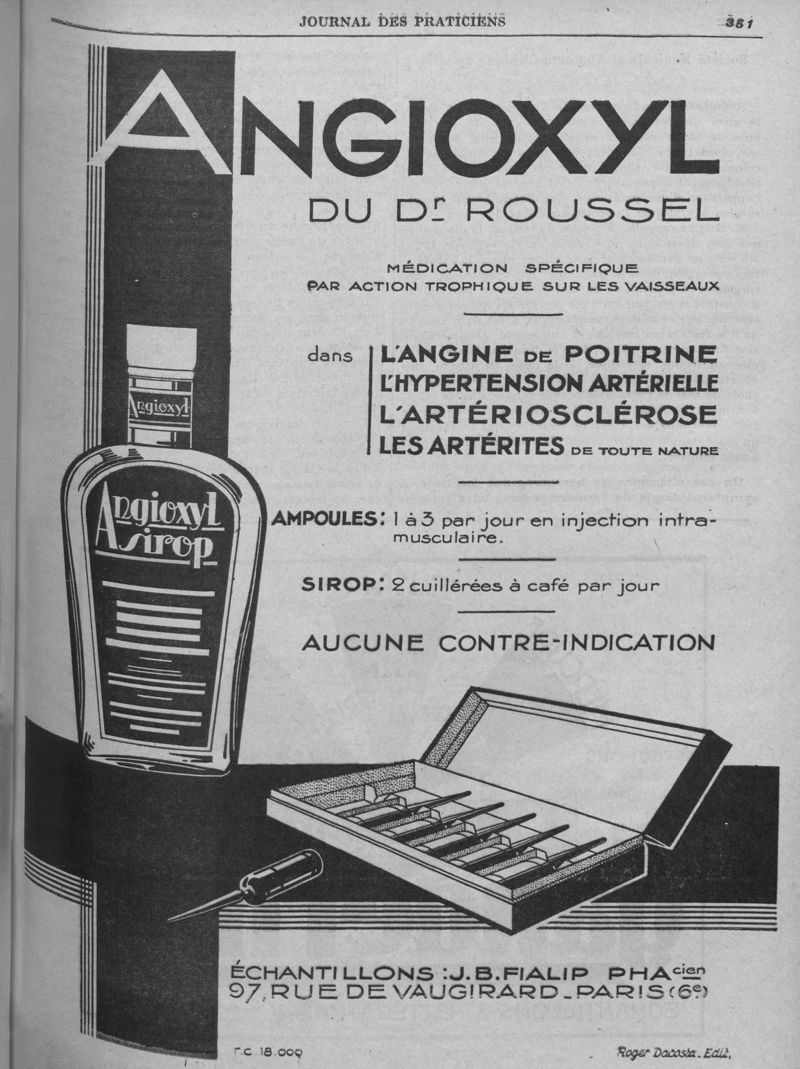 JOURNAL DES PRATICIENS 351
ANGIOXYL
DU Dr ROUSSEL
MÉDICATION SPÉCIFIQUE
PAR ACTION TROPHIQUE SUR LES VAISSEAUX
dans L'ANGINE DE POITRINE
L'HYPERTENSION ARTÉRIELLE
L'ARTÉRIOSCLÉROSE
LES ARTÉRITES DE TOUTE NATURE
Angioxyl
Angioxyl
sirop
AMPOULES: 1 à 3 par jour en injection intra-
musculaire.
SIROP: 2 cuillérées à café par jour
AUCUNE CONTRE-INDICATION
ÉCHANTILLONS: J.B. FIALIP PHAcien
97, RUE DE VAUGIRARD_PARIS (6e)
T.C 18.000
Roger Dacosta. Edit,